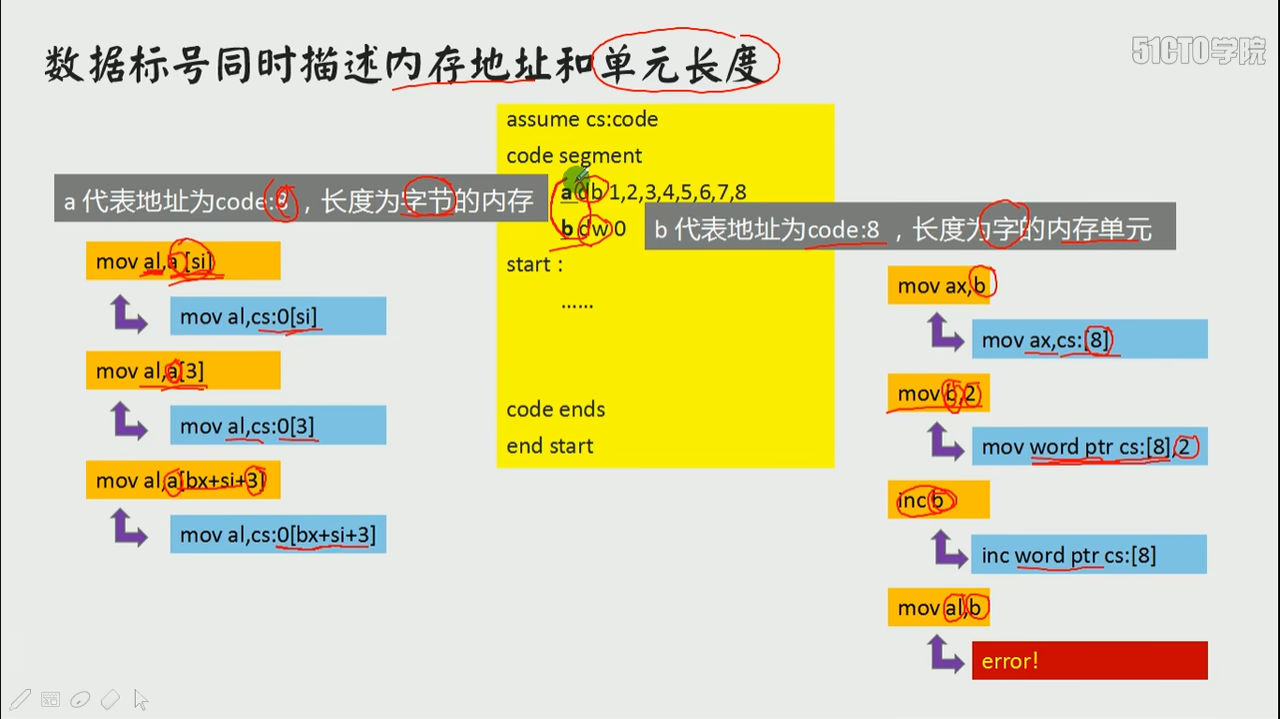 51CTO学院
数据标号同时描述内存地址和单元长度
assume cs:code
code segment
a db 1,2,3,4,5,6,7,8
b dw 0
start :
......
code ends
end start
a 代表地址为code:8，长度为字节的内存
mov al,a [si]
mov al,cs:0[si]
mov al,a[3]
mov al,cs:0[3]
mov al,a[bx+si+3]
mov al,cs:0[bx+si+3]
b 代表地址为code:8，长度为字的内存单元
mov ax,b
mov ax,cs:[8]
mov b,2
mov word ptr cs:[8],2
inc b
inc word ptr cs:[8]
mov al,b
error!